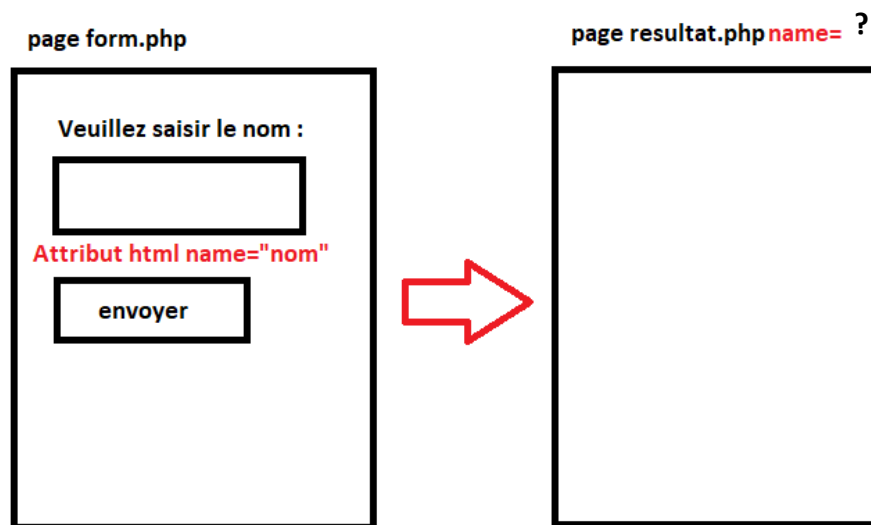 page form.php
Veuillez saisir le nom :
Attribut html name="nom"
envoyer
page resultat.php name= ?